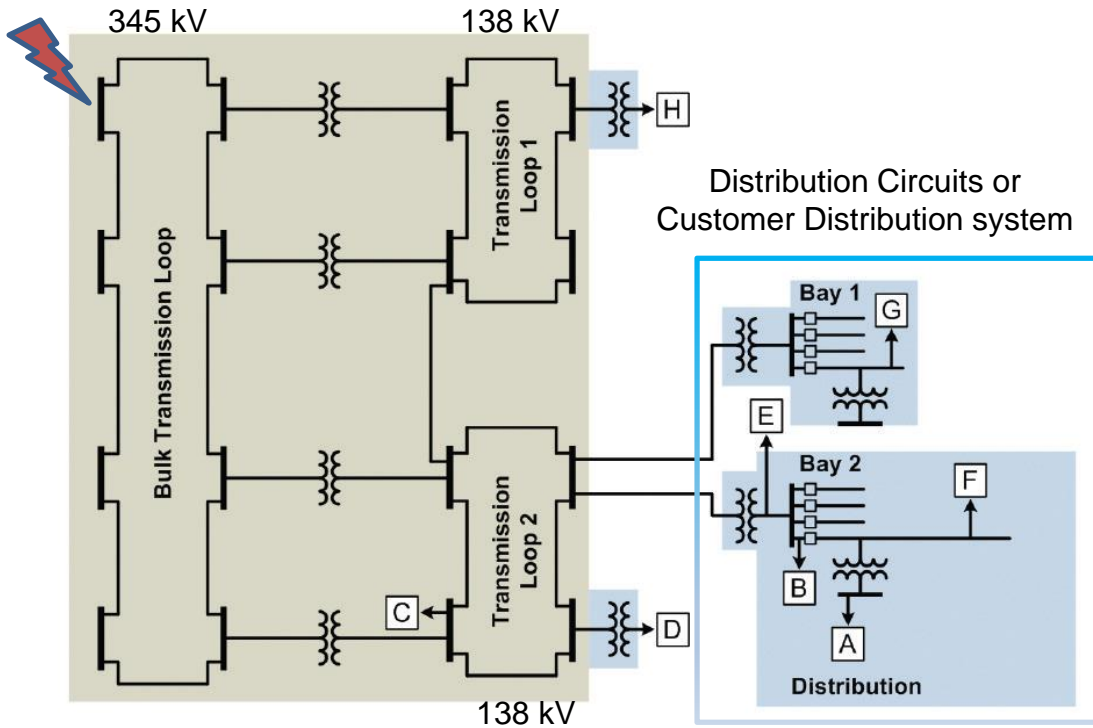 345 kV
138 kV
Bulk Transmission Loop
Transmission
Loop 1
H
Distribution Circuits or
Customer Distribution system
Bay 1
G
E
Bay 2
F
Transmission
Loop 2
B
C
D
A
Distribution
138 kV